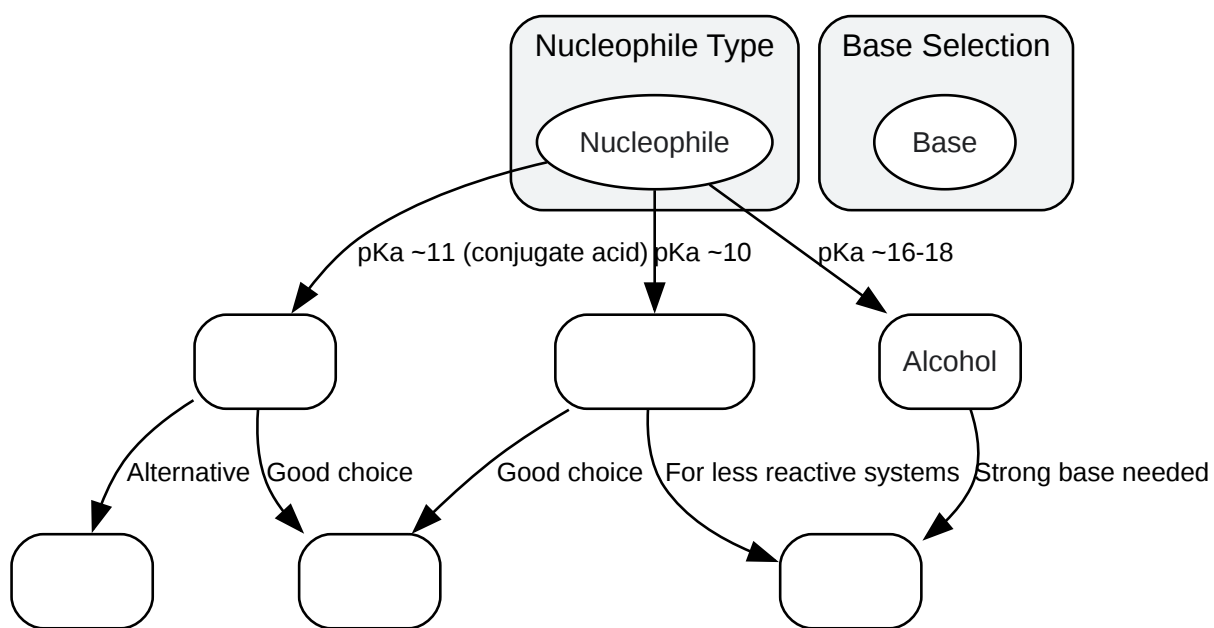 Nucleophile Type
Base Selection
Nucleophile
Base
pKa ~11 (conjugate acid)
pKa ~10
pKa ~16-18
Alcohol
Alternative
Good choice
Good choice
For less reactive systems
Strong base needed